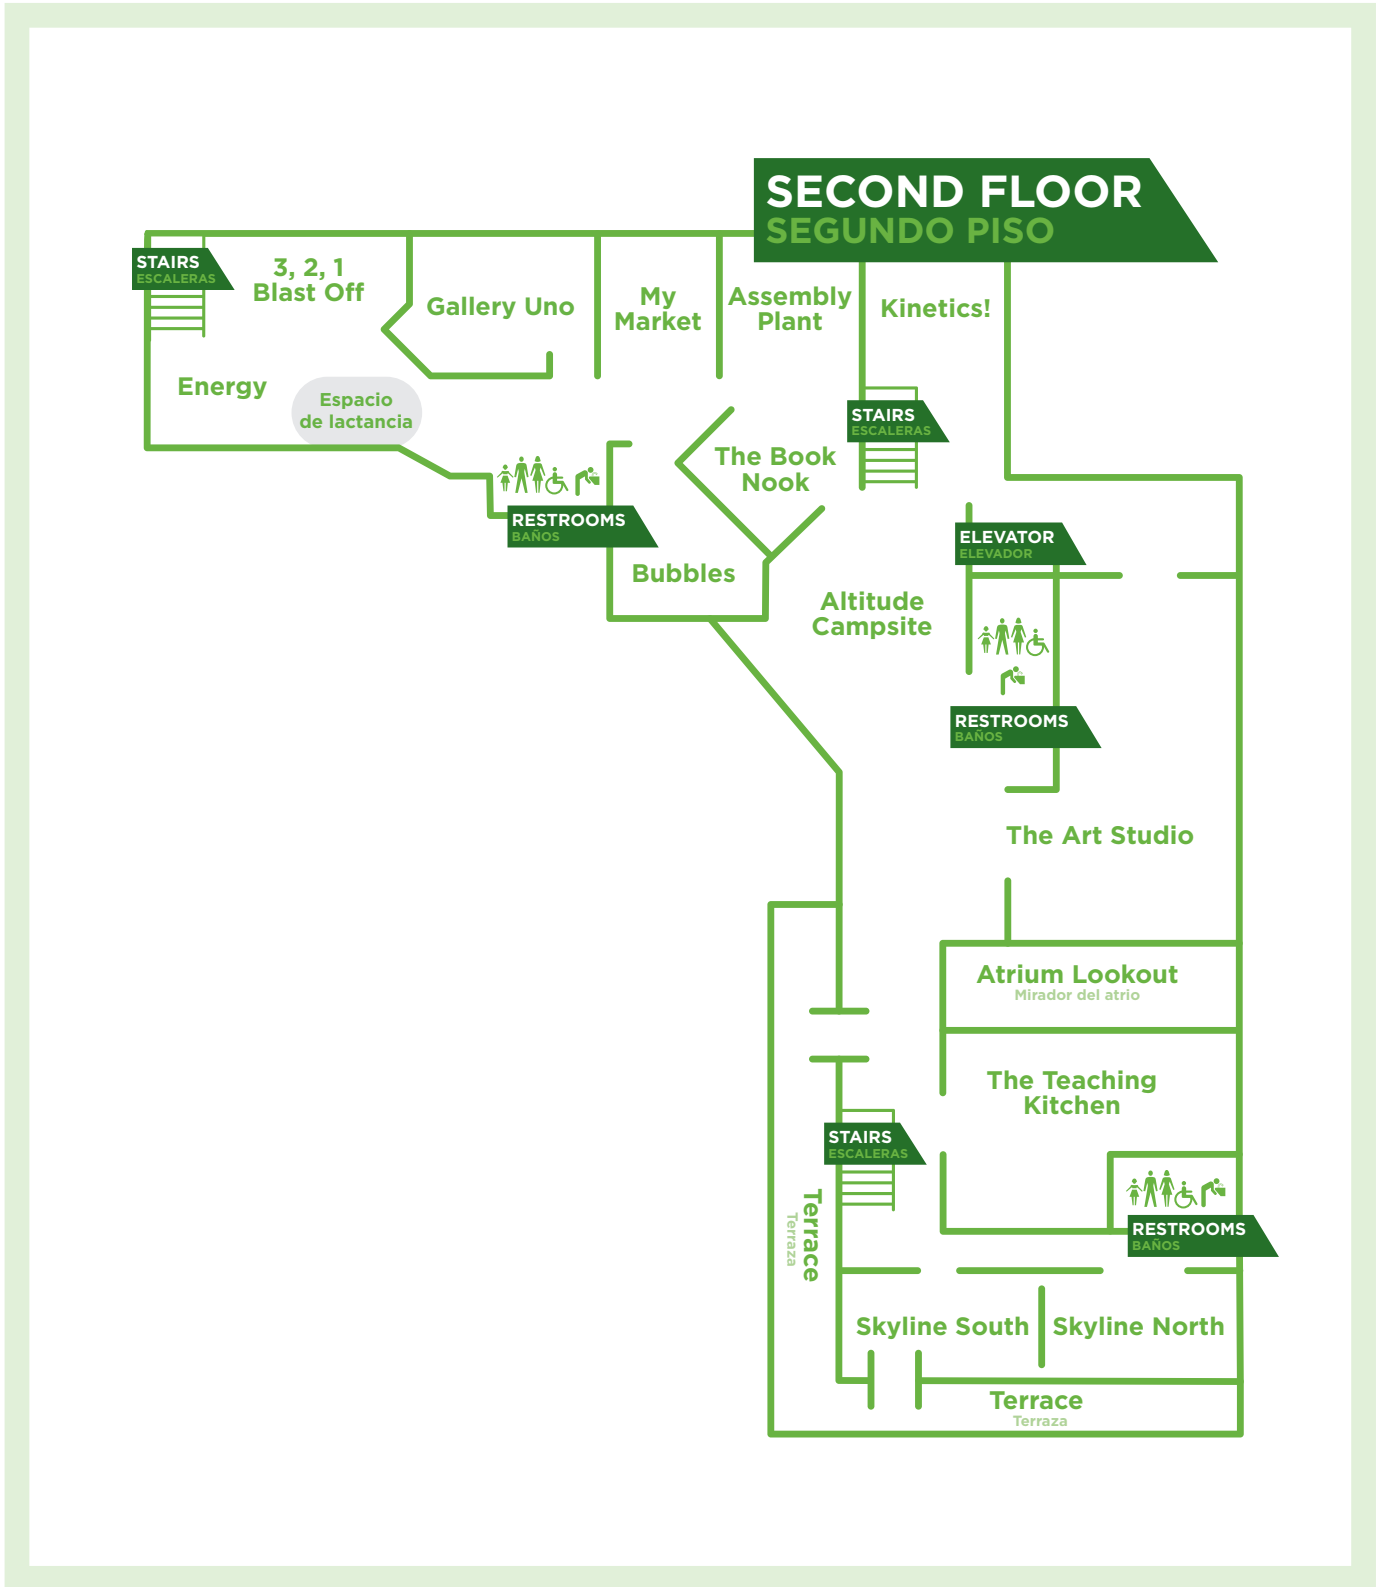 SECOND FLOOR
SEGUNDO PISO
STAIRS
ESCALERAS
3, 2, 1
Blast Off
Gallery Uno
My
Market
Assembly
Plant
Kinetics!
Energy
Espacio
de lactancia
STAIRS
ESCALERAS
The Book
Nook
RESTROOMS
BAÑOS
ELEVATOR
ELEVADOR
Bubbles
Altitude
Campsite
RESTROOMS
BAÑOS
The Art Studio
Atrium Lookout
Mirador del atrio
The Teaching
Kitchen
STAIRS
ESCALERAS
Terrace
Terraza
RESTROOMS
BAÑOS
Skyline South
Skyline North
Terrace
Terraza